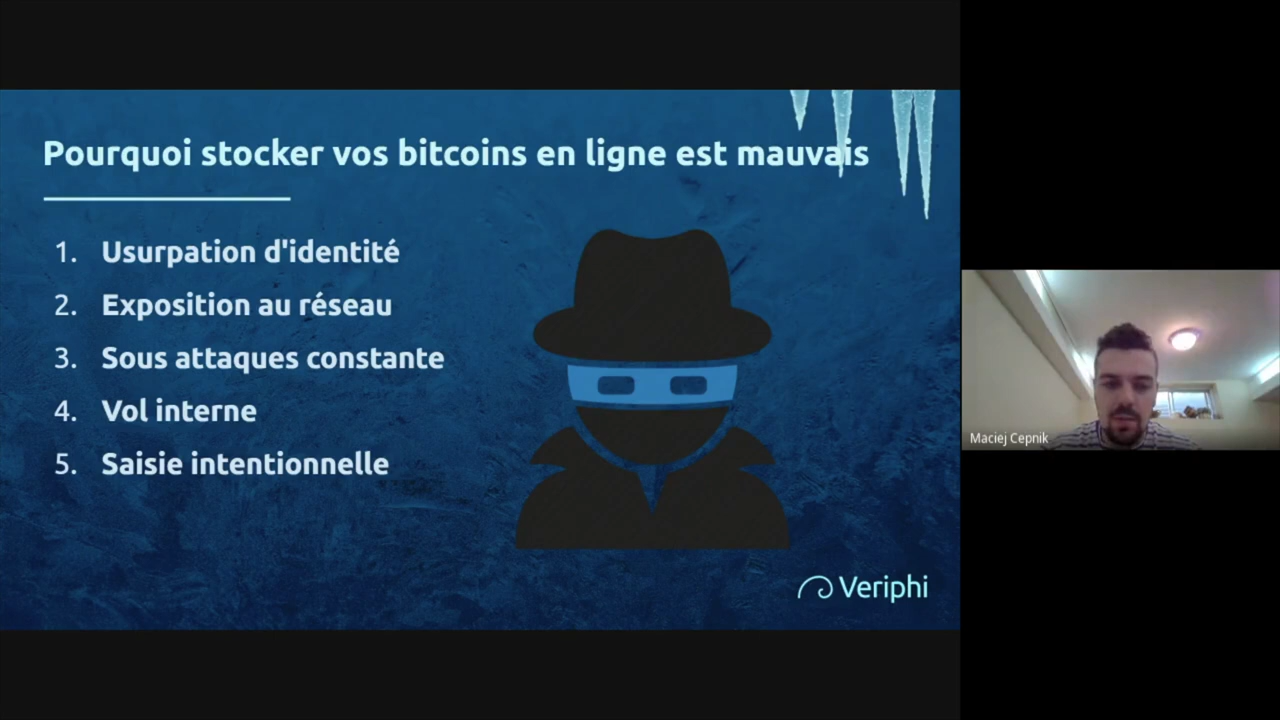 Pourquoi stocker vos bitcoins en ligne est mauvais
1. Usurpation d'identité
2. Exposition au réseau
3. Sous attaques constante
4. Vol interne
5. Saisie intentionnelle
Veriphi
Maciej Cepnik